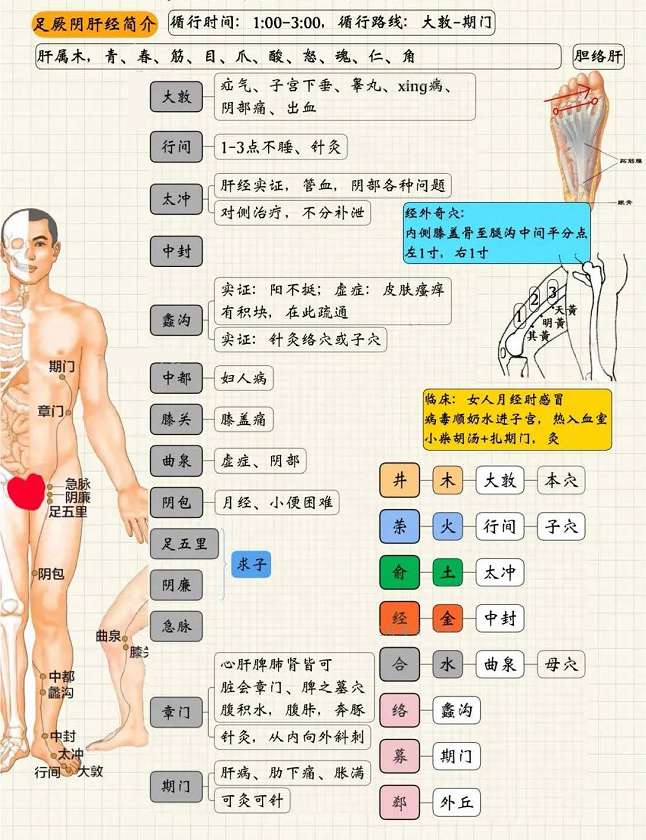 足厥阴肝经简介
循行时间：1:00-3:00，循行路线：大敦-期门
肝属木，青、春、筋、目、爪、酸、怒、魂、仁、角
胆络肝
大敦
疝气、子宫下垂、睾丸、xing病、
阴部痛、出血
行间
1-3点不睡、针灸
太冲
肝经实证，管血，阴部各种问题
对侧治疗，不分补泄
中封
蠡沟
实证：阳不挺；虚症：皮肤瘙痒
有积块，在此疏通
实证：针灸络穴或子穴
中都
妇人病
膝关
膝盖痛
曲泉
虚症、阴部
阴包
月经、小便困难
足五里
阴廉
求子
急脉
章门
心肝脾肺肾皆可
脏会章门、脾之墓穴
腹积水，腹胀，奔豚
针灸，从内向外斜刺
期门
肝病、肋下痛、胀满
可灸可针
跟骨
经外奇穴：
内侧膝盖骨至腿沟中间平分点
左1寸，右1寸
1
2
3
天黄
明黄
其黄
临床：女人月经时感冒
病毒顺奶水进子宫，热入血室
小柴胡汤+扎期门，灸
井 木 大敦 本穴
荥 火 行间 子穴
俞 土 太冲
经 金 中封
合 水 曲泉 母穴
络 蠡沟
募 期门
郄 外丘
期门
章门
急脉
阴廉
足五里
阴包
曲泉
膝关
中都
蠡沟
中封
太冲
行间
大敦